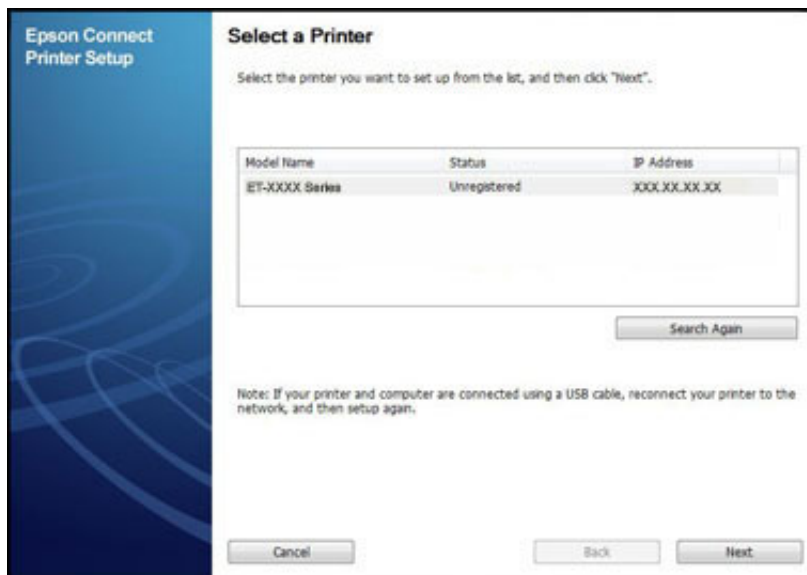 Epson Connect
Printer Setup
Select a Printer
Select the printer you want to set up from the list, and then click "Next".
Model Name Status IP Address
ET-XXXX Series Unregistered XXX.XX.XX.XX
Search Again
Note: If your printer and computer are connected using a USB cable, reconnect your printer to the
network, and then setup again.
Cancel Back Next